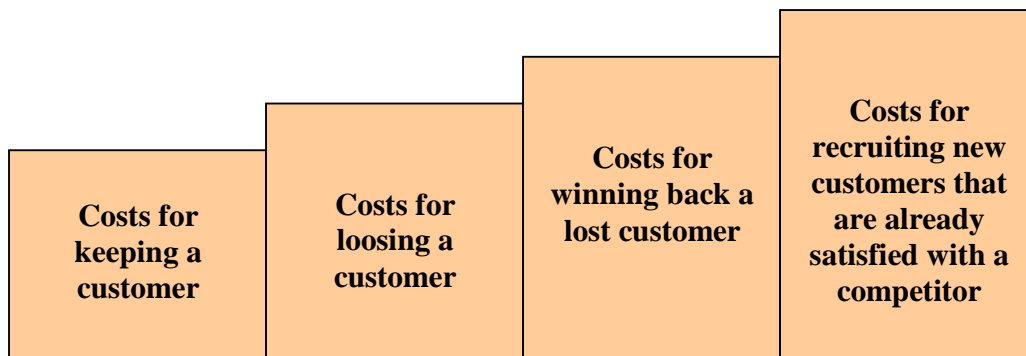 Costs for
keeping a
customer
Costs for
loosing a
customer
Costs for
winning back a
lost customer
Costs for
recruiting new
customers that
are already
satisfied with a
competitor